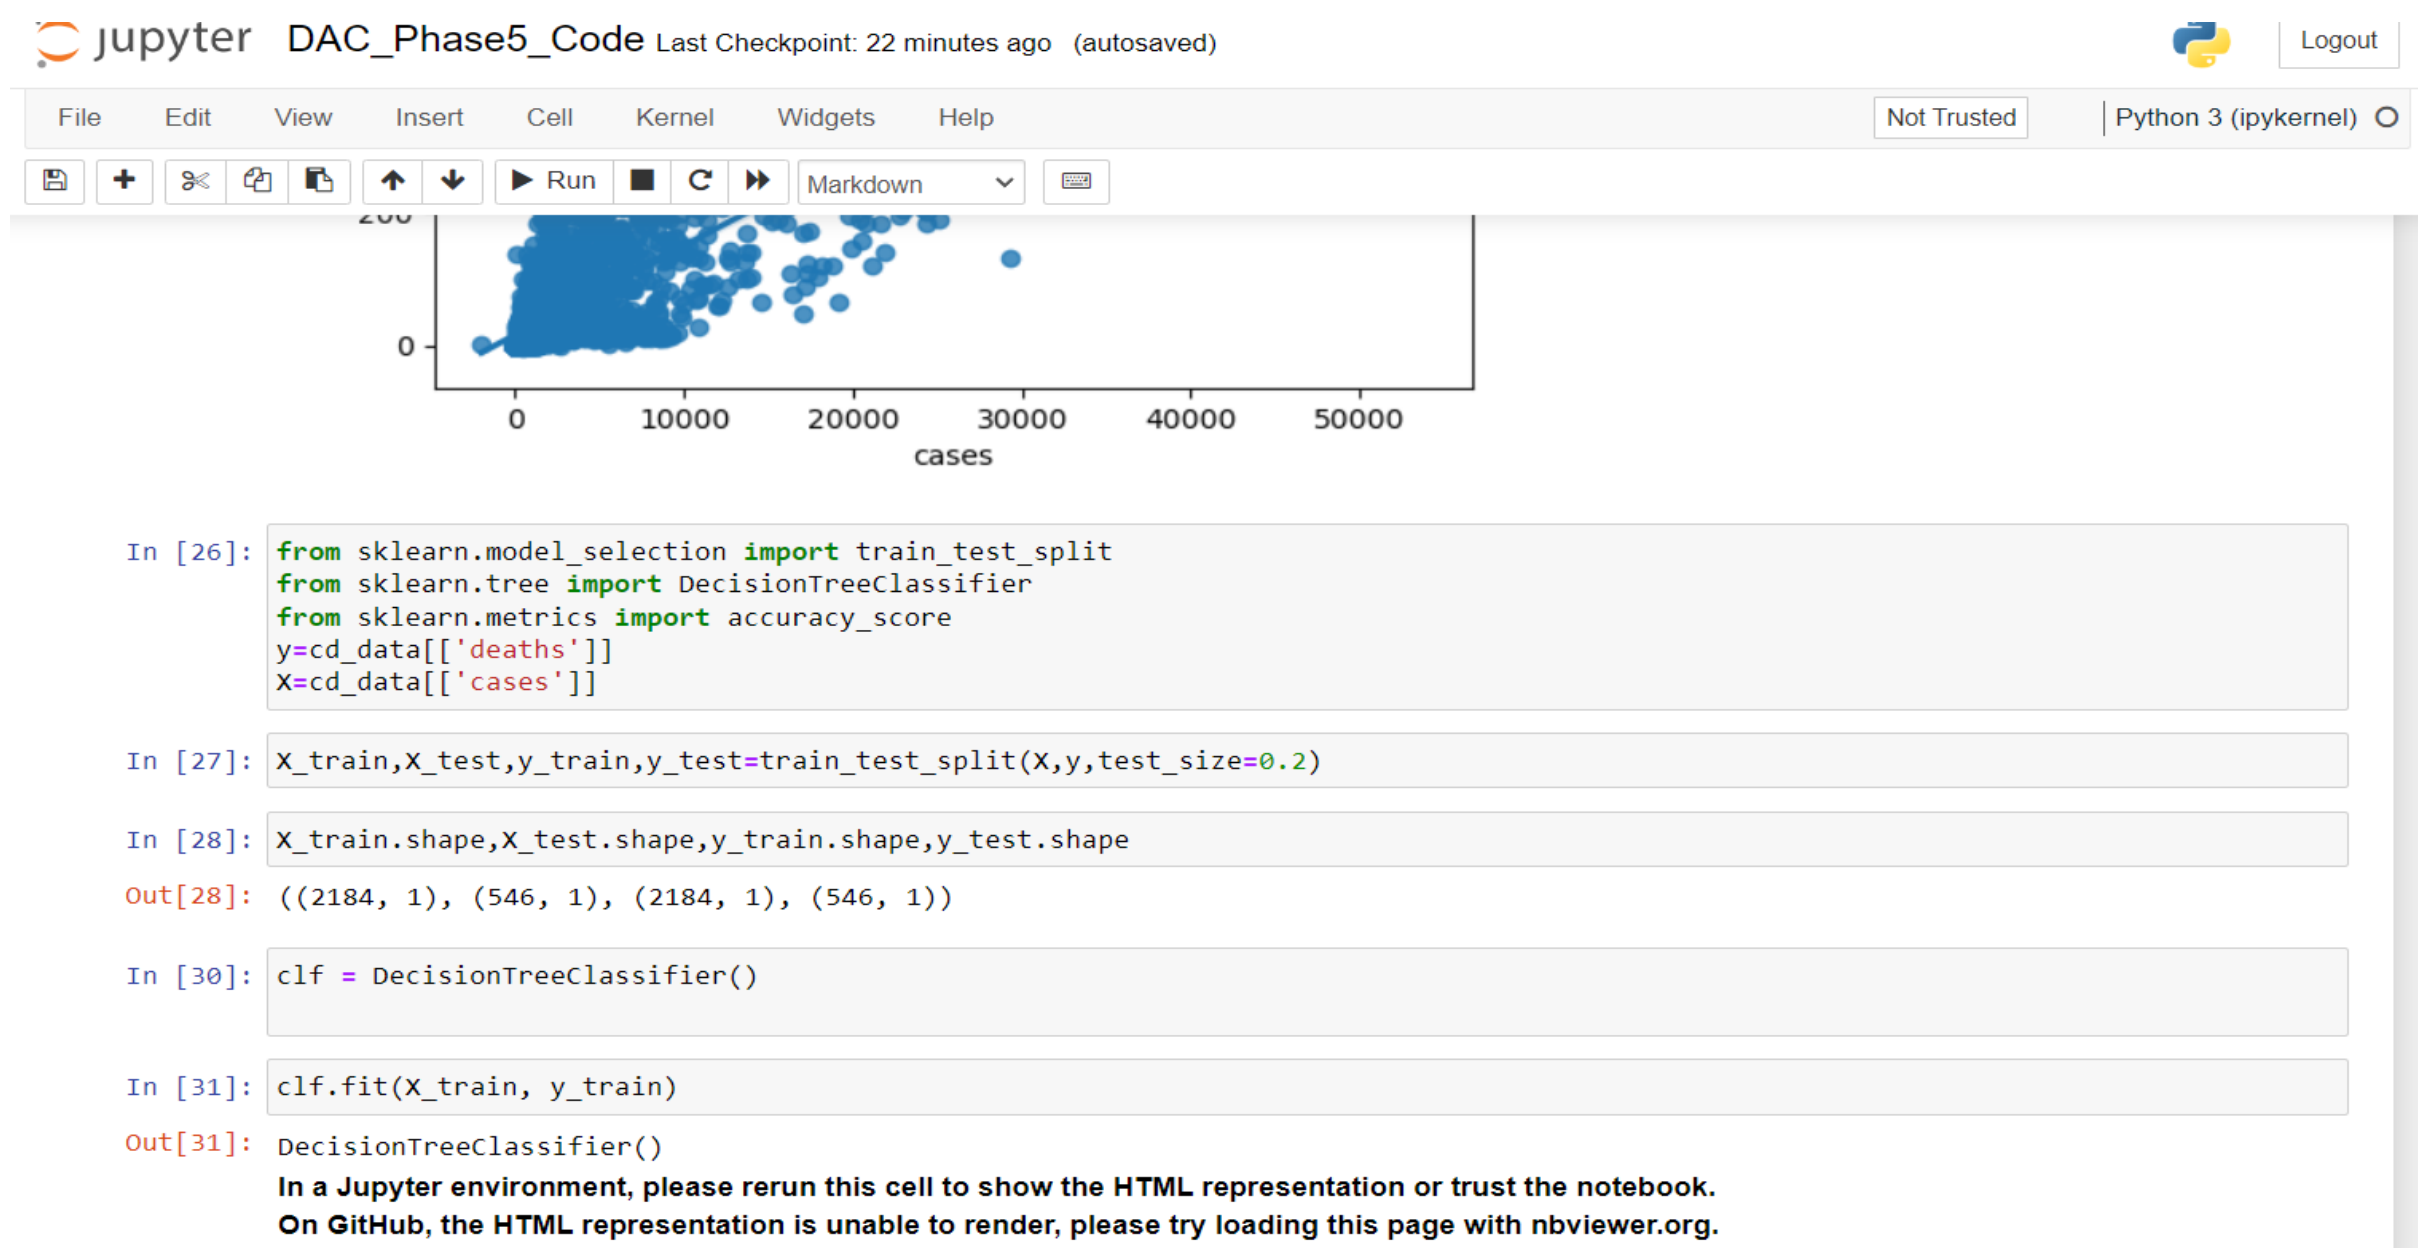 jupyter DAC_Phase5_Code Last Checkpoint: 22 minutes ago (autosaved)
Logout
File Edit View Insert Cell Kernel Widgets Help
Not Trusted
Python 3 (ipykernel)
Run
Markdown
200
0
0 10000 20000 30000 40000 50000
cases
In [26]: from sklearn.model_selection import train_test_split
from sklearn.tree import DecisionTreeClassifier
from sklearn.metrics import accuracy_score
y=cd_data[['deaths']]
X=cd_data[['cases']]
In [27]: X_train,X_test,y_train,y_test=train_test_split(X,y,test_size=0.2)
In [28]: X_train.shape,X_test.shape,y_train.shape,y_test.shape
Out[28]: ((2184, 1), (546, 1), (2184, 1), (546, 1))
In [30]: clf = DecisionTreeClassifier()
In [31]: clf.fit(X_train, y_train)
Out[31]: DecisionTreeClassifier()
In a Jupyter environment, please rerun this cell to show the HTML representation or trust the notebook.
On GitHub, the HTML representation is unable to render, please try loading this page with nbviewer.org.